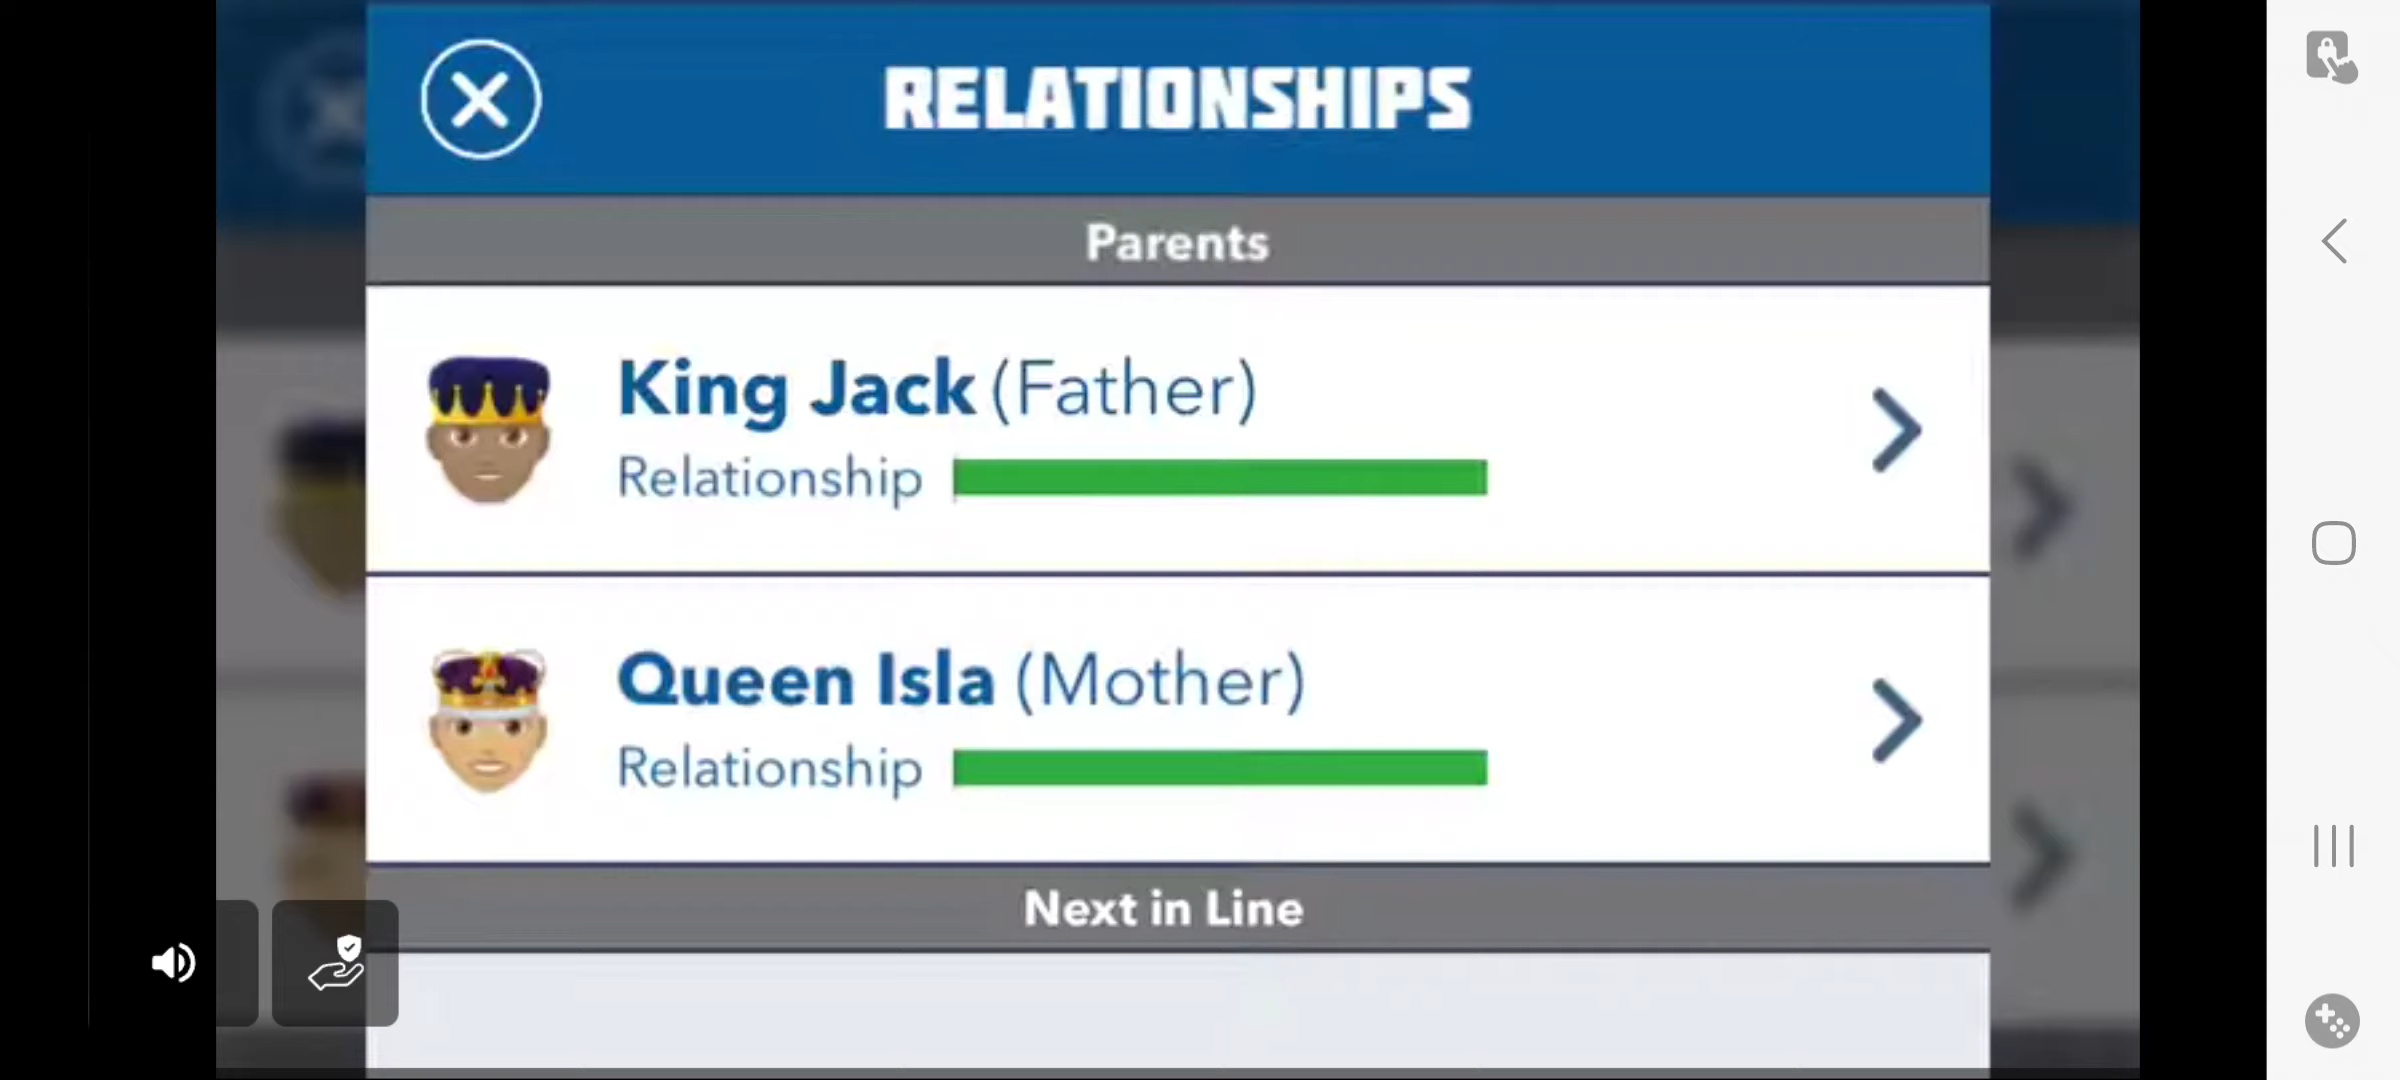 RELATIONSHIPS
Parents
King Jack (Father)
Relationship
Queen Isla (Mother)
Relationship
Next in Line